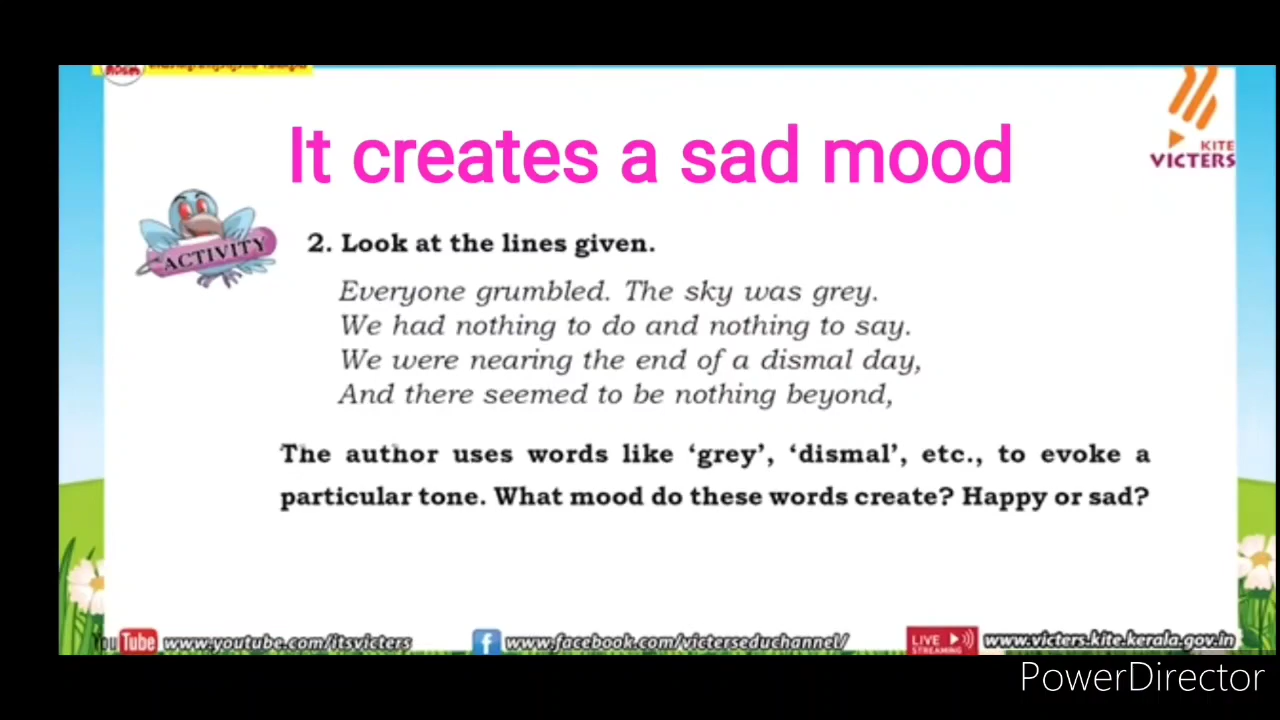 It creates a sad mood
KITE
VICTERS
ACTIVITY
2. Look at the lines given.
Everyone grumbled. The sky was grey.
We had nothing to do and nothing to say.
We were nearing the end of a dismal day,
And there seemed to be nothing beyond,
The author uses words like ‘grey’, ‘dismal’, etc., to evoke a
particular tone. What mood do these words create? Happy or sad?
YouTube www.youtube.com/itsvicters f www.facebook.com/victerseduchannel/ LIVE STREAMING www.victers.kite.kerala.gov.in
PowerDirector